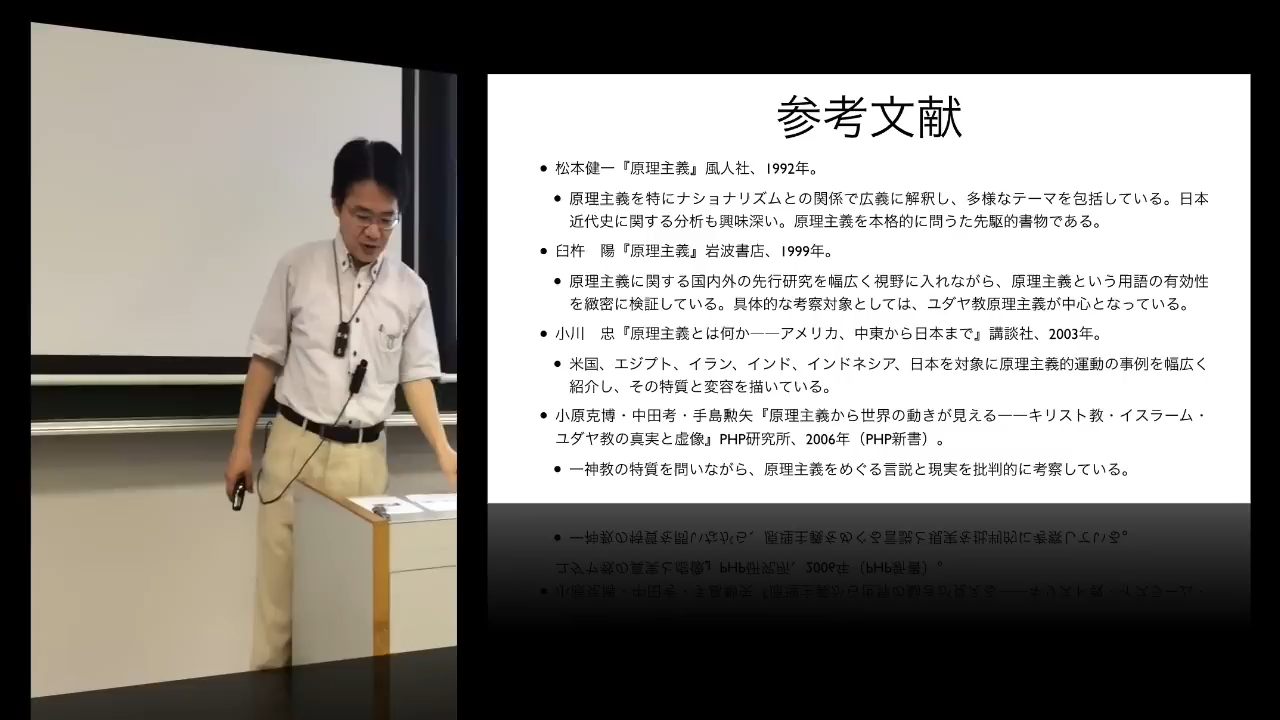 参考文献
• 松本健一『原理主義』風人社、1992年。
• 原理主義を特にナショナリズムとの関係で広義に解釈し、多様なテーマを包括している。日本
近代史に関する分析も興味深い。原理主義を本格的に問うた先駆的書物である。
• 臼杵　陽『原理主義』岩波書店、1999年。
• 原理主義に関する国内外の先行研究を幅広く視野に入れながら、原理主義という用語の有効性
を緻密に検証している。具体的な考察対象としては、ユダヤ教原理主義が中心となっている。
• 小川　忠『原理主義とは何か──アメリカ、中東から日本まで』講談社、2003年。
• 米国、エジプト、イラン、インド、インドネシア、日本を対象に原理主義的運動の事例を幅広く
紹介し、その特質と変容を描いている。
• 小原克博・中田考・手島勲矢『原理主義から世界の動きが見える──キリスト教・イスラーム・
ユダヤ教の真実と虚像』PHP研究所、2006年（PHP新書）。
• 一神教の特質を問いながら、原理主義をめぐる言説と現実を批判的に考察している。